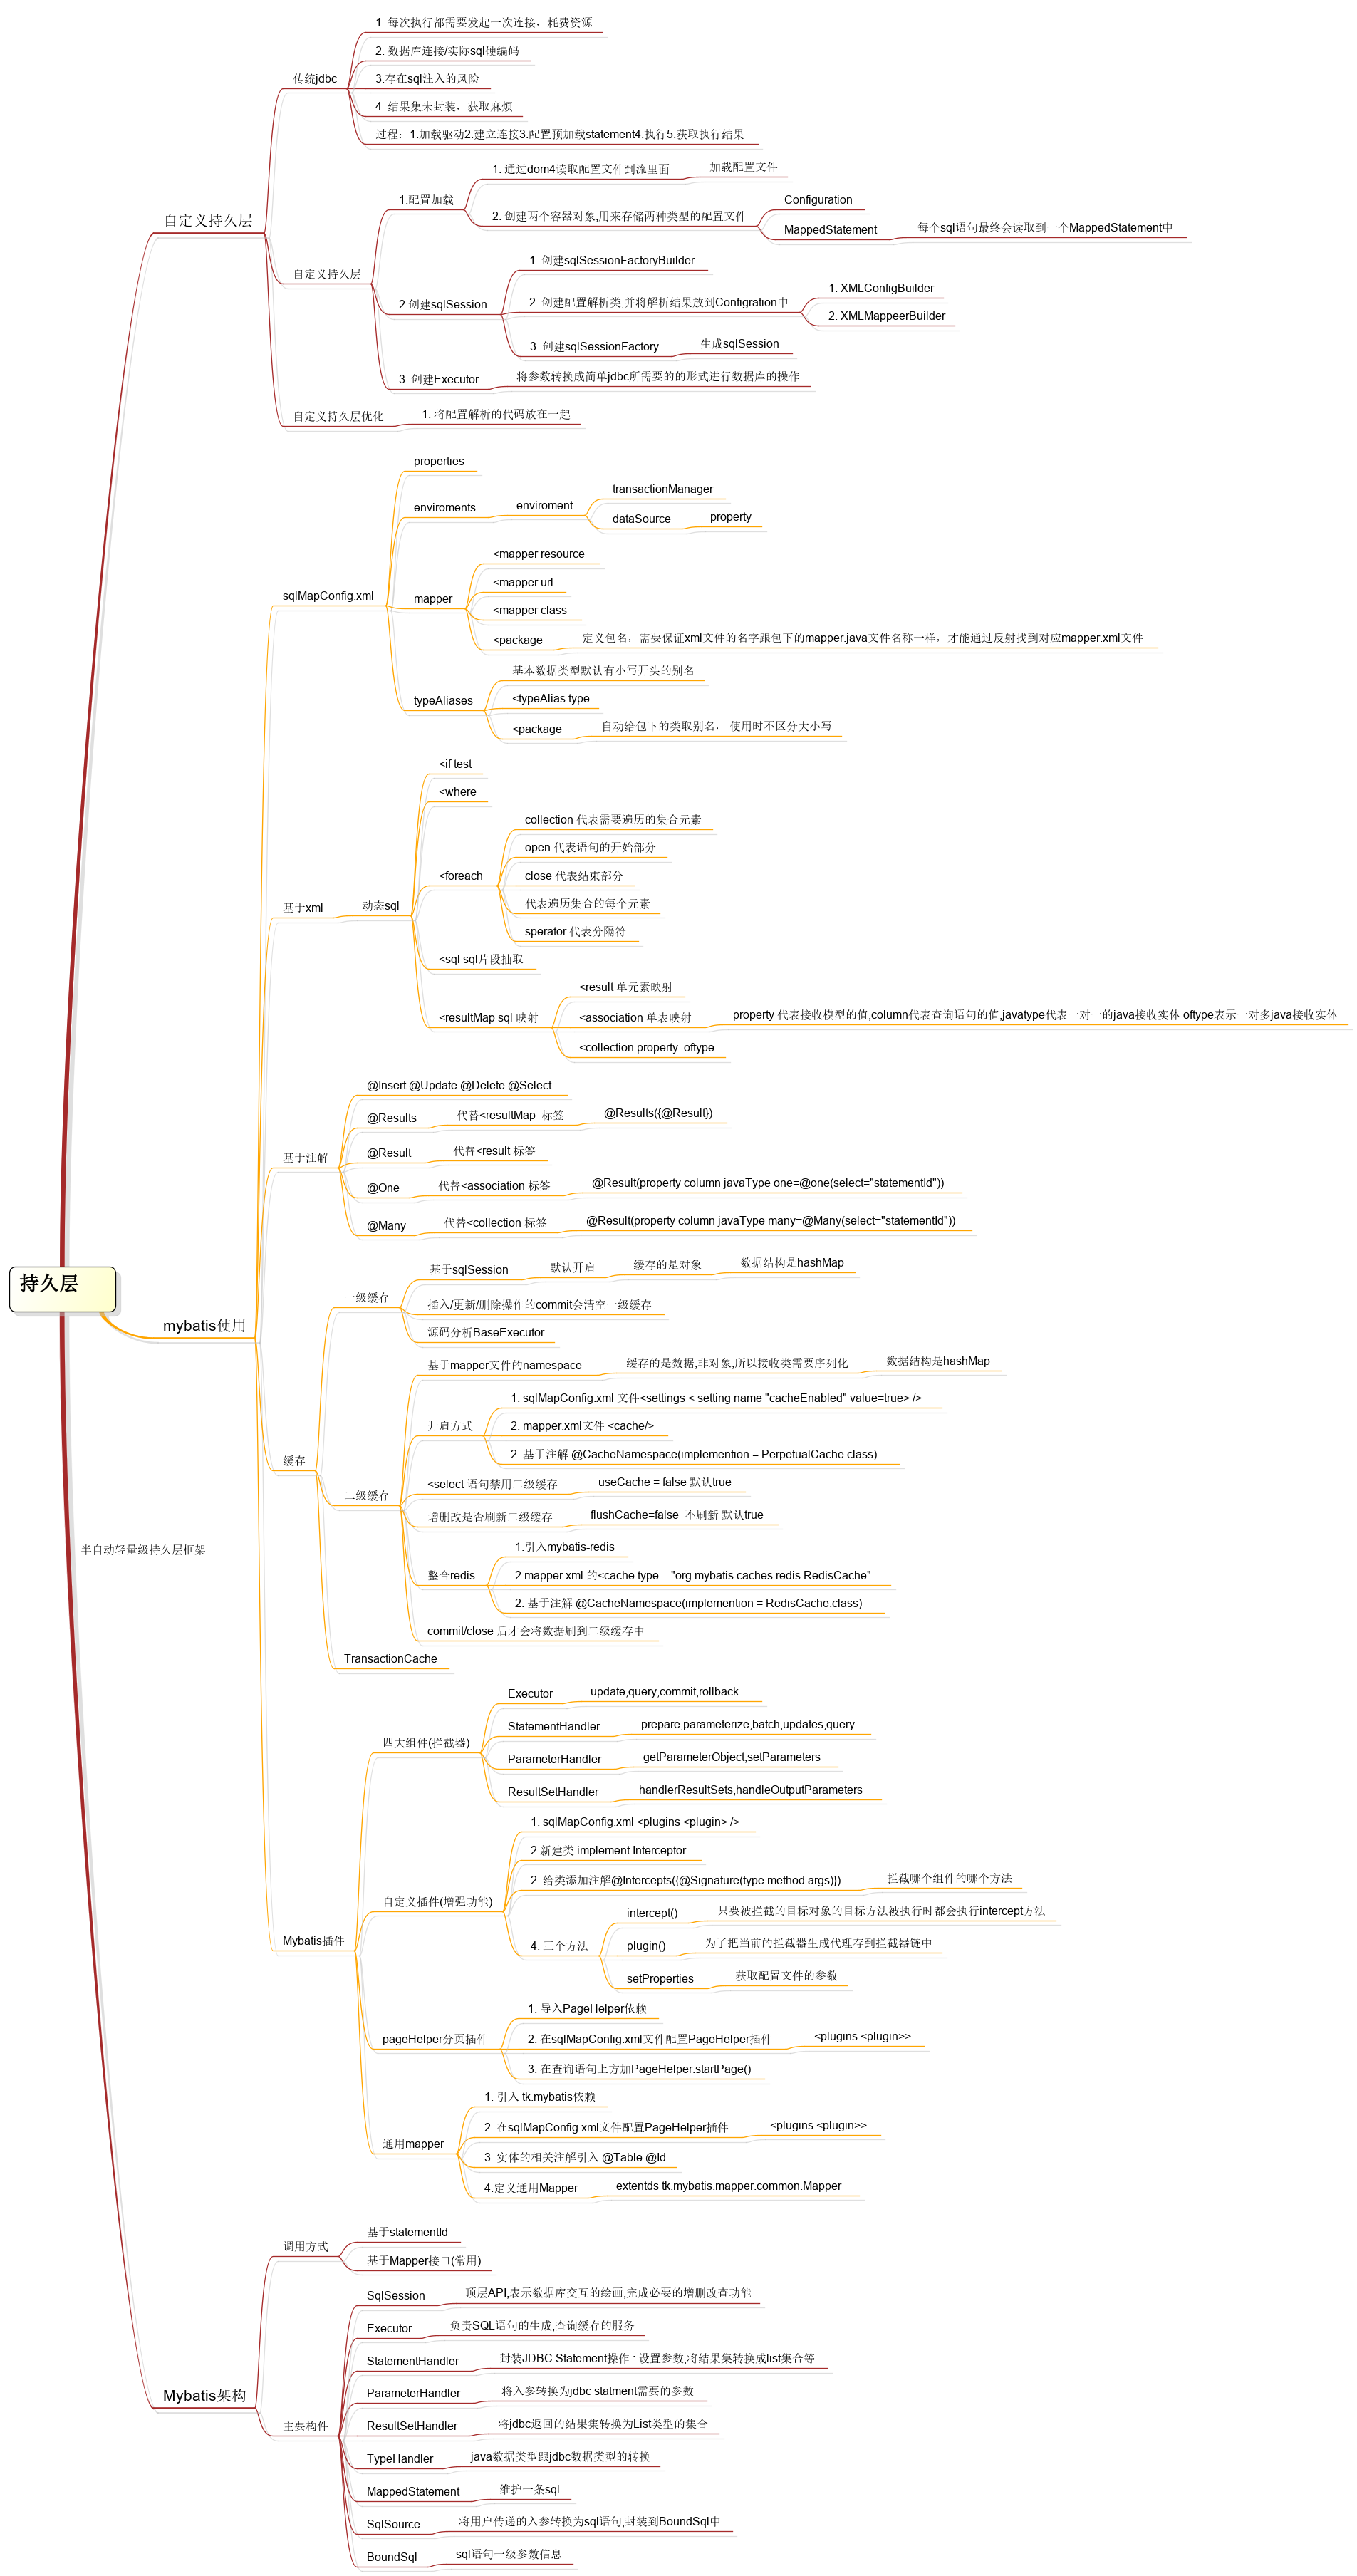 持久层
半自动轻量级持久层框架
自定义持久层
传统jdbc
1. 每次执行都需要发起一次连接，耗费资源
2. 数据库连接/实际sql硬编码
3.存在sql注入的风险
4. 结果集未封装，获取麻烦
过程：1.加载驱动2.建立连接3.配置预加载statement4.执行5.获取执行结果
自定义持久层
1.配置加载
1. 通过dom4读取配置文件到流里面
加载配置文件
2. 创建两个容器对象,用来存储两种类型的配置文件
Configuration
MappedStatement
每个sql语句最终会读取到一个MappedStatement中
2.创建sqlSession
1. 创建sqlSessionFactoryBuilder
2. 创建配置解析类,并将解析结果放到Configration中
1. XMLConfigBuilder
2. XMLMappeerBuilder
3. 创建sqlSessionFactory
生成sqlSession
3. 创建Executor
将参数转换成简单jdbc所需要的的形式进行数据库的操作
自定义持久层优化
1. 将配置解析的代码放在一起
mybatis使用
sqlMapConfig.xml
properties
enviroments
enviroment
transactionManager
dataSource
property
mapper
<mapper resource
<mapper url
<mapper class
<package
定义包名，需要保证xml文件的名字跟包下的mapper.java文件名称一样，才能通过反射找到对应mapper.xml文件
typeAliases
基本数据类型默认有小写开头的别名
<typeAlias type
<package
自动给包下的类取别名， 使用时不区分大小写
基于xml
动态sql
<if test
<where
<foreach
collection 代表需要遍历的集合元素
open 代表语句的开始部分
close 代表结束部分
代表遍历集合的每个元素
sperator 代表分隔符
<sql sql片段抽取
<resultMap sql 映射
<result 单元素映射
<association 单表映射
property 代表接收模型的值,column代表查询语句的值,javatype代表一对一的java接收实体 oftype表示一对多java接收实体
<collection property  oftype
基于注解
@Insert @Update @Delete @Select
@Results
代替<resultMap  标签
@Results({@Result})
@Result
代替<result 标签
@One
代替<association 标签
@Result(property column javaType one=@one(select="statementId"))
@Many
代替<collection 标签
@Result(property column javaType many=@Many(select="statementId"))
缓存
一级缓存
基于sqlSession
默认开启
缓存的是对象
数据结构是hashMap
插入/更新/删除操作的commit会清空一级缓存
源码分析BaseExecutor
二级缓存
基于mapper文件的namespace
缓存的是数据,非对象,所以接收类需要序列化
数据结构是hashMap
开启方式
1. sqlMapConfig.xml 文件<settings < setting name "cacheEnabled" value=true> />
2. mapper.xml文件 <cache/>
2. 基于注解 @CacheNamespace(implemention = PerpetualCache.class)
<select 语句禁用二级缓存
useCache = false 默认true
增删改是否刷新二级缓存
flushCache=false  不刷新 默认true
整合redis
1.引入mybatis-redis
2.mapper.xml 的<cache type = "org.mybatis.caches.redis.RedisCache"
2. 基于注解 @CacheNamespace(implemention = RedisCache.class)
commit/close 后才会将数据刷到二级缓存中
TransactionCache
Mybatis插件
四大组件(拦截器)
Executor
update,query,commit,rollback...
StatementHandler
prepare,parameterize,batch,updates,query
ParameterHandler
getParameterObject,setParameters
ResultSetHandler
handlerResultSets,handleOutputParameters
自定义插件(增强功能)
1. sqlMapConfig.xml <plugins <plugin> />
2.新建类 implement Interceptor
2. 给类添加注解@Intercepts({@Signature(type method args)})
拦截哪个组件的哪个方法
4. 三个方法
intercept()
只要被拦截的目标对象的目标方法被执行时都会执行intercept方法
plugin()
为了把当前的拦截器生成代理存到拦截器链中
setProperties
获取配置文件的参数
pageHelper分页插件
1. 导入PageHelper依赖
2. 在sqlMapConfig.xml文件配置PageHelper插件
<plugins <plugin>>
3. 在查询语句上方加PageHelper.startPage()
通用mapper
1. 引入 tk.mybatis依赖
2. 在sqlMapConfig.xml文件配置PageHelper插件
<plugins <plugin>>
3. 实体的相关注解引入 @Table @Id
4.定义通用Mapper
extentds tk.mybatis.mapper.common.Mapper
Mybatis架构
调用方式
基于statementId
基于Mapper接口(常用)
主要构件
SqlSession
顶层API,表示数据库交互的绘画,完成必要的增删改查功能
Executor
负责SQL语句的生成,查询缓存的服务
StatementHandler
封装JDBC Statement操作 : 设置参数,将结果集转换成list集合等
ParameterHandler
将入参转换为jdbc statment需要的参数
ResultSetHandler
将jdbc返回的结果集转换为List类型的集合
TypeHandler
java数据类型跟jdbc数据类型的转换
MappedStatement
维护一条sql
SqlSource
将用户传递的入参转换为sql语句,封装到BoundSql中
BoundSql
sql语句一级参数信息